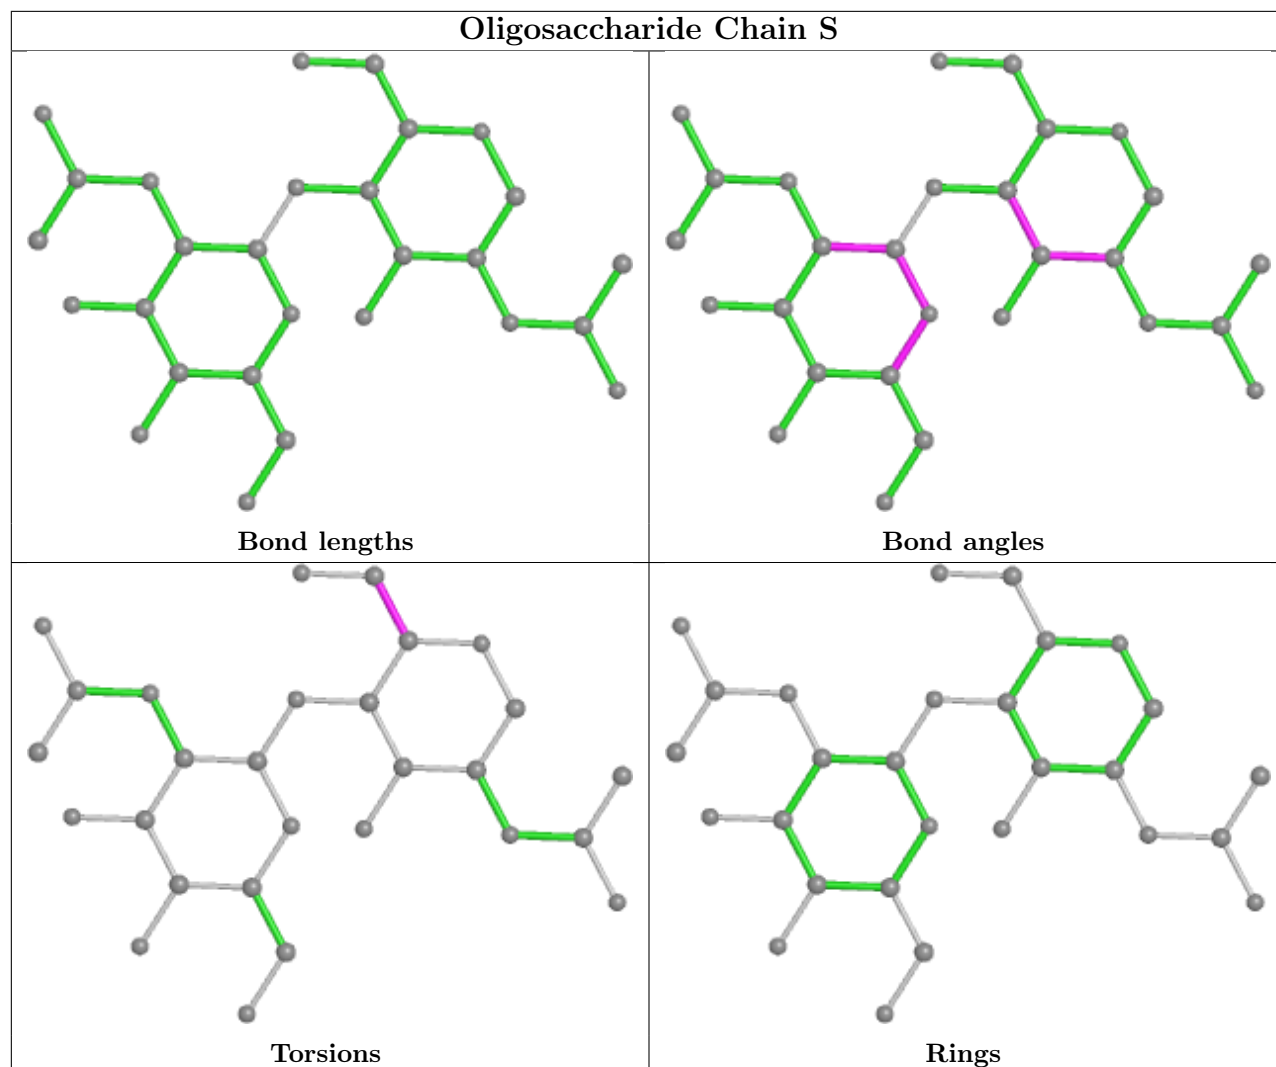 Oligosaccharide Chain S
Bond lengths
Bond angles
Torsions
Rings